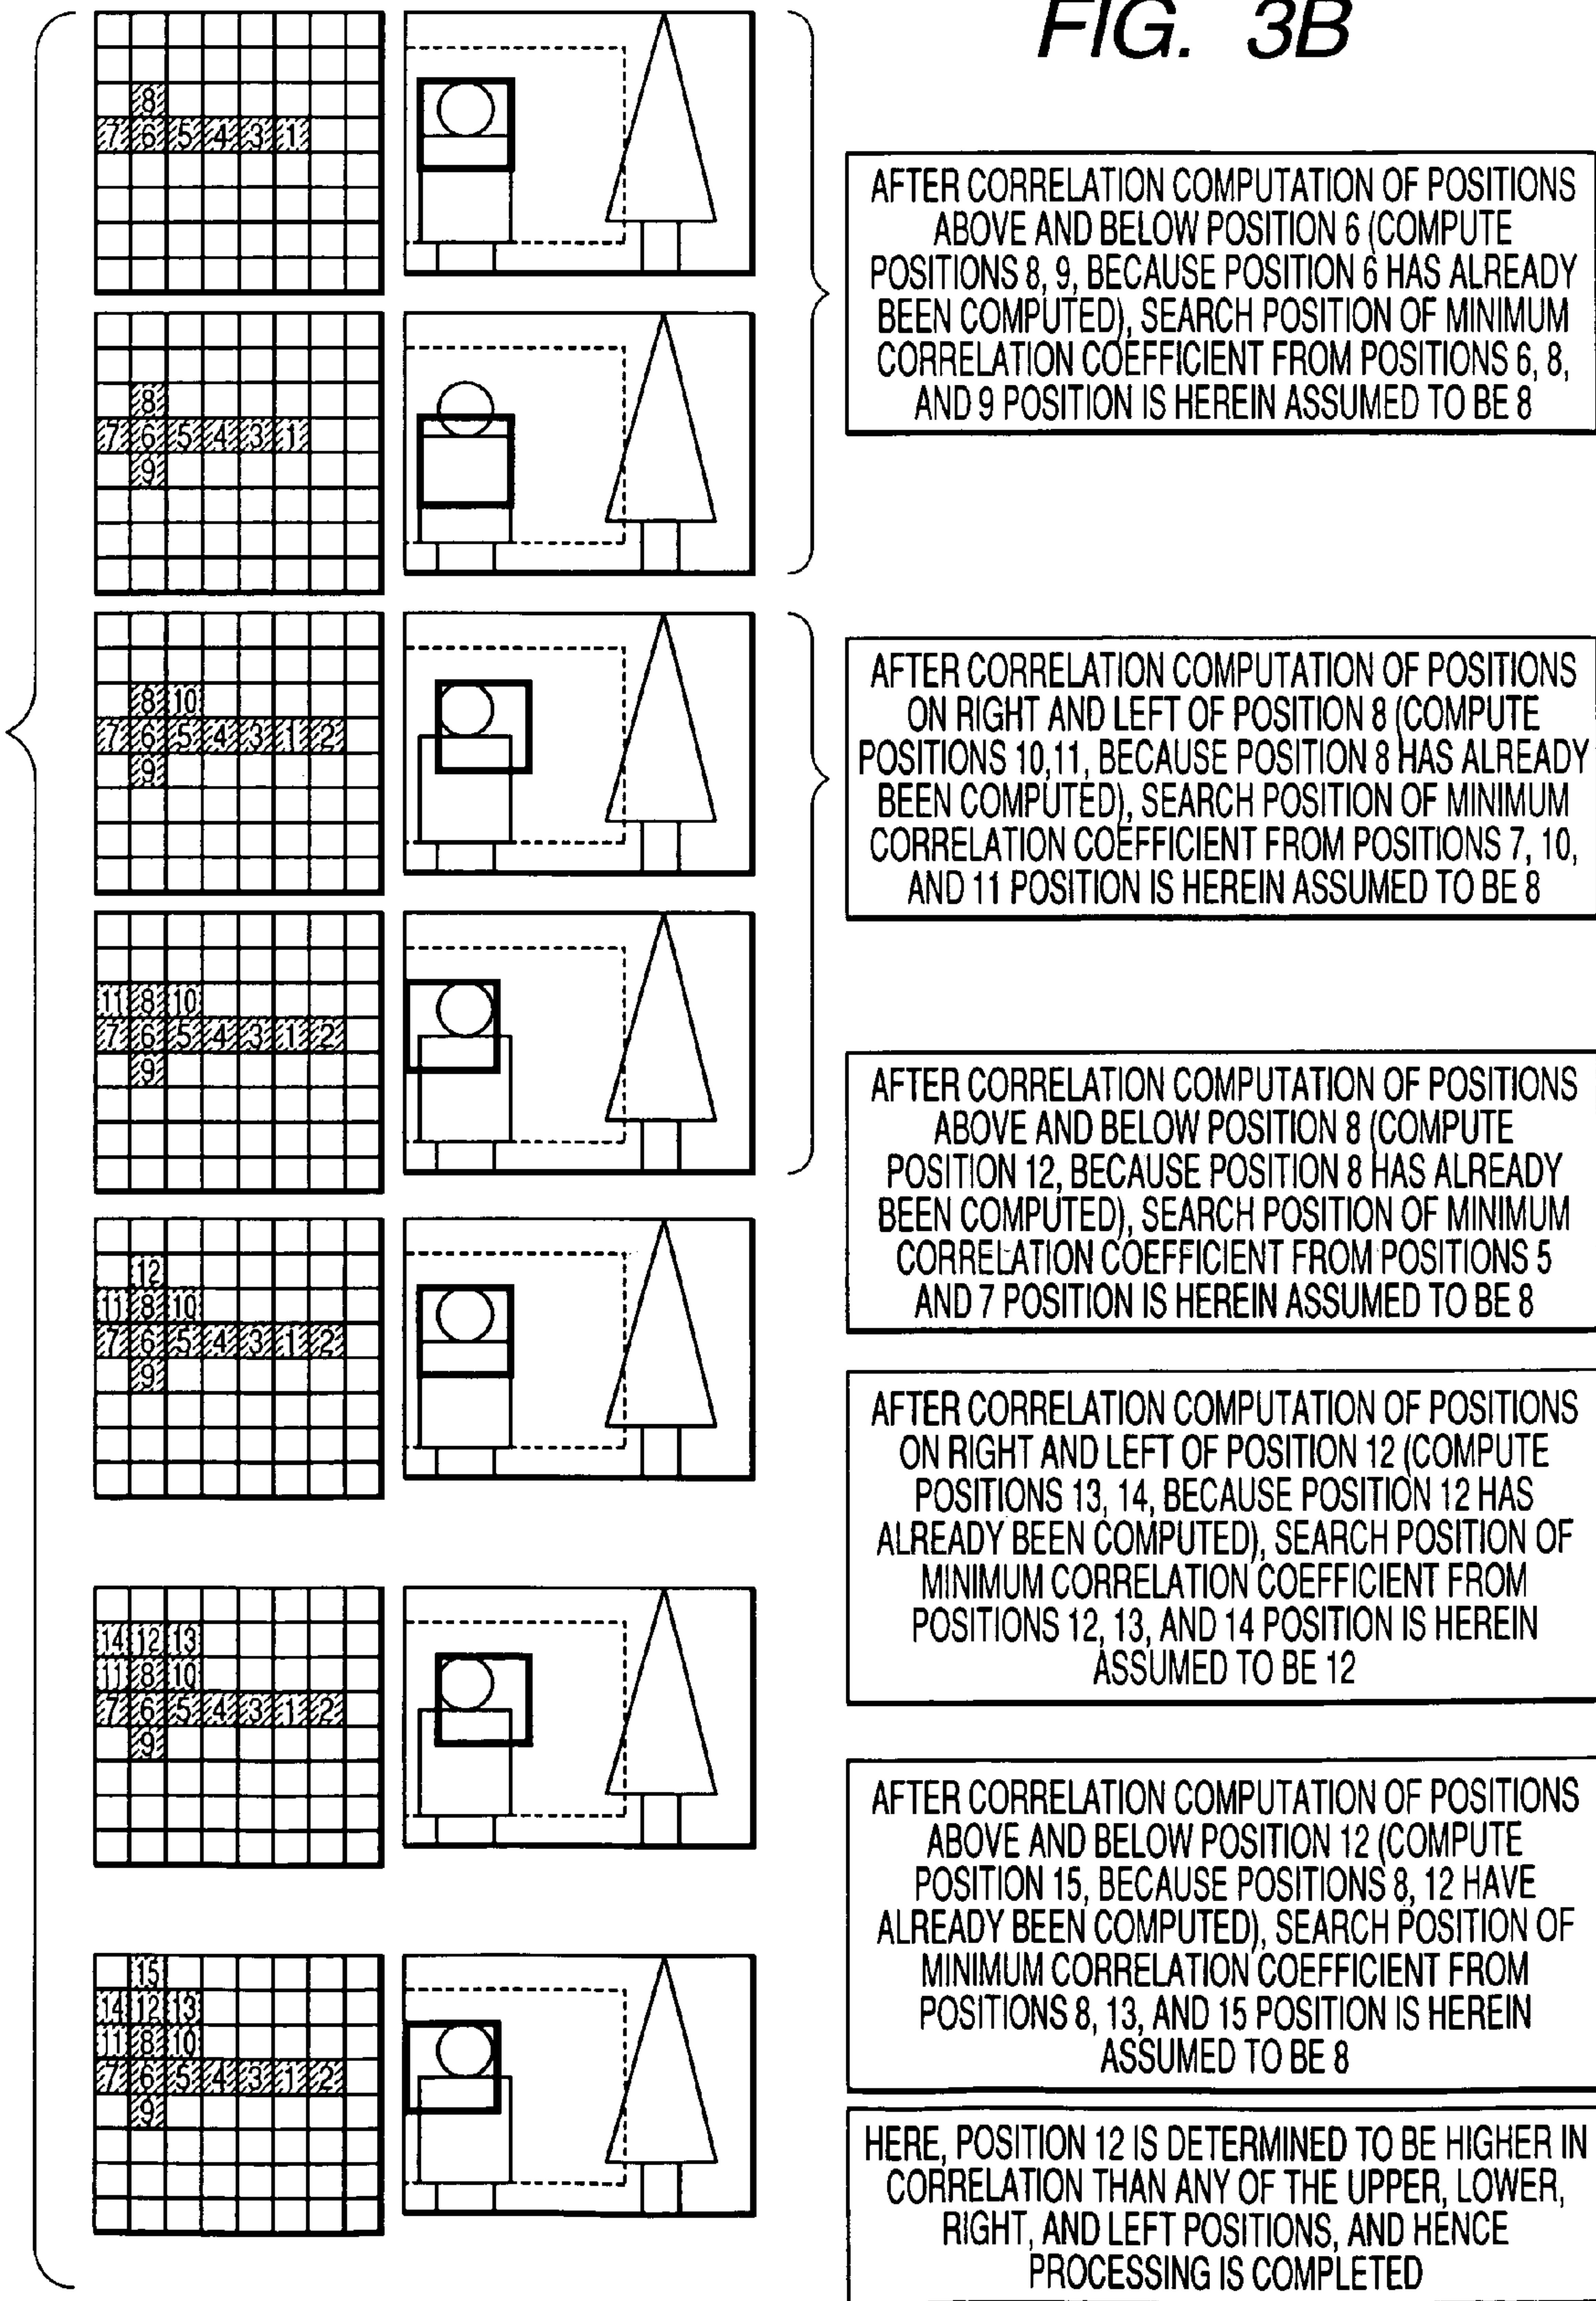 FIG. 3B
8
7 6 5 4 3 1
AFTER CORRELATION COMPUTATION OF POSITIONS
ABOVE AND BELOW POSITION 6 (COMPUTE
POSITIONS 8, 9, BECAUSE POSITION 6 HAS ALREADY
BEEN COMPUTED), SEARCH POSITION OF MINIMUM
CORRELATION COEFFICIENT FROM POSITIONS 6, 8,
AND 9 POSITION IS HEREIN ASSUMED TO BE 8
8
7 6 5 4 3 1
9
8 10
7 6 5 4 3 1 2
9
AFTER CORRELATION COMPUTATION OF POSITIONS
ON RIGHT AND LEFT OF POSITION 8 (COMPUTE
POSITIONS 10,11, BECAUSE POSITION 8 HAS ALREADY
BEEN COMPUTED), SEARCH POSITION OF MINIMUM
CORRELATION COEFFICIENT FROM POSITIONS 7, 10,
AND 11 POSITION IS HEREIN ASSUMED TO BE 8
11 8 10
7 6 5 4 3 1 2
9
AFTER CORRELATION COMPUTATION OF POSITIONS
ABOVE AND BELOW POSITION 8 (COMPUTE
POSITION 12, BECAUSE POSITION 8 HAS ALREADY
BEEN COMPUTED), SEARCH POSITION OF MINIMUM
CORRELATION COEFFICIENT FROM POSITIONS 5
AND 7 POSITION IS HEREIN ASSUMED TO BE 8
12
11 8 10
7 6 5 4 3 1 2
9
AFTER CORRELATION COMPUTATION OF POSITIONS
ON RIGHT AND LEFT OF POSITION 12 (COMPUTE
POSITIONS 13, 14, BECAUSE POSITION 12 HAS
ALREADY BEEN COMPUTED), SEARCH POSITION OF
MINIMUM CORRELATION COEFFICIENT FROM
POSITIONS 12, 13, AND 14 POSITION IS HEREIN
ASSUMED TO BE 12
14 12 13
11 8 10
7 6 5 4 3 1 2
9
AFTER CORRELATION COMPUTATION OF POSITIONS
ABOVE AND BELOW POSITION 12 (COMPUTE
POSITION 15, BECAUSE POSITIONS 8, 12 HAVE
ALREADY BEEN COMPUTED), SEARCH POSITION OF
MINIMUM CORRELATION COEFFICIENT FROM
POSITIONS 8, 13, AND 15 POSITION IS HEREIN
ASSUMED TO BE 8
15
14 12 13
11 8 10
7 6 5 4 3 1 2
9
HERE, POSITION 12 IS DETERMINED TO BE HIGHER IN
CORRELATION THAN ANY OF THE UPPER, LOWER,
RIGHT, AND LEFT POSITIONS, AND HENCE
PROCESSING IS COMPLETED